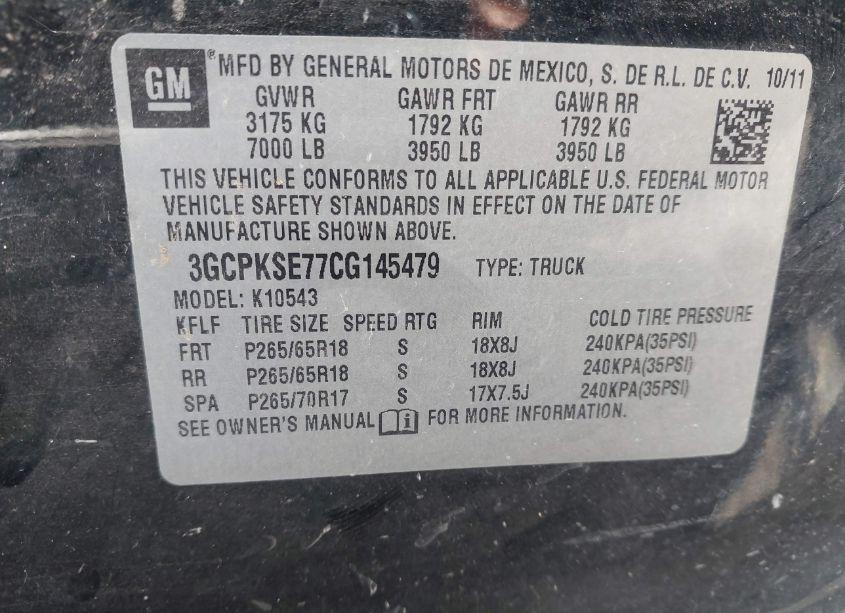 GM ® MFD BY GENERAL MOTORS DE MEXICO, S. DE R.L. DE C.V. 10/11
GVWR GAWR FRT GAWR RR
3175 KG 1792 KG 1792 KG
7000 LB 3950 LB 3950 LB
THIS VEHICLE CONFORMS TO ALL APPLICABLE U.S. FEDERAL MOTOR
VEHICLE SAFETY STANDARDS IN EFFECT ON THE DATE OF
MANUFACTURE SHOWN ABOVE.
3GCPKSE77CG145479 TYPE: TRUCK
MODEL: K10543
KFLF TIRE SIZE SPEED RTG RIM COLD TIRE PRESSURE
FRT P265/65R18 S 18X8J 240KPA(35PSI)
RR P265/65R18 S 18X8J 240KPA(35PSI)
SPA P265/70R17 S 17X7.5J 240KPA(35PSI)
SEE OWNER'S MANUAL i FOR MORE INFORMATION.